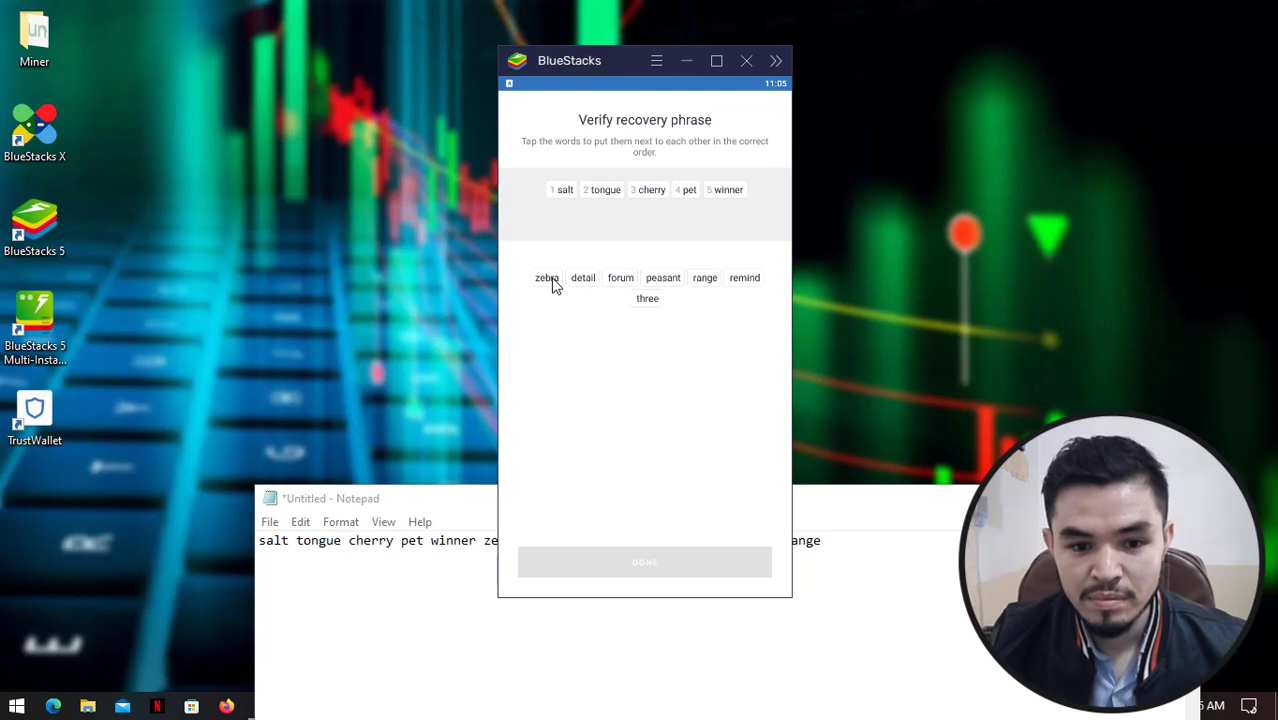 un
Miner
BlueStacks X
BlueStacks 5
BlueStacks 5
Multi-Insta...
TrustWallet
BlueStacks
A
11:05
Verify recovery phrase
Tap the words to put them next to each other in the correct
order.
1 salt 2 tongue 3 cherry 4 pet 5 winner
zebra detail forum peasant range remind
three
DONE
*Untitled - Notepad
File Edit Format View Help
salt tongue cherry pet winner
N
AM